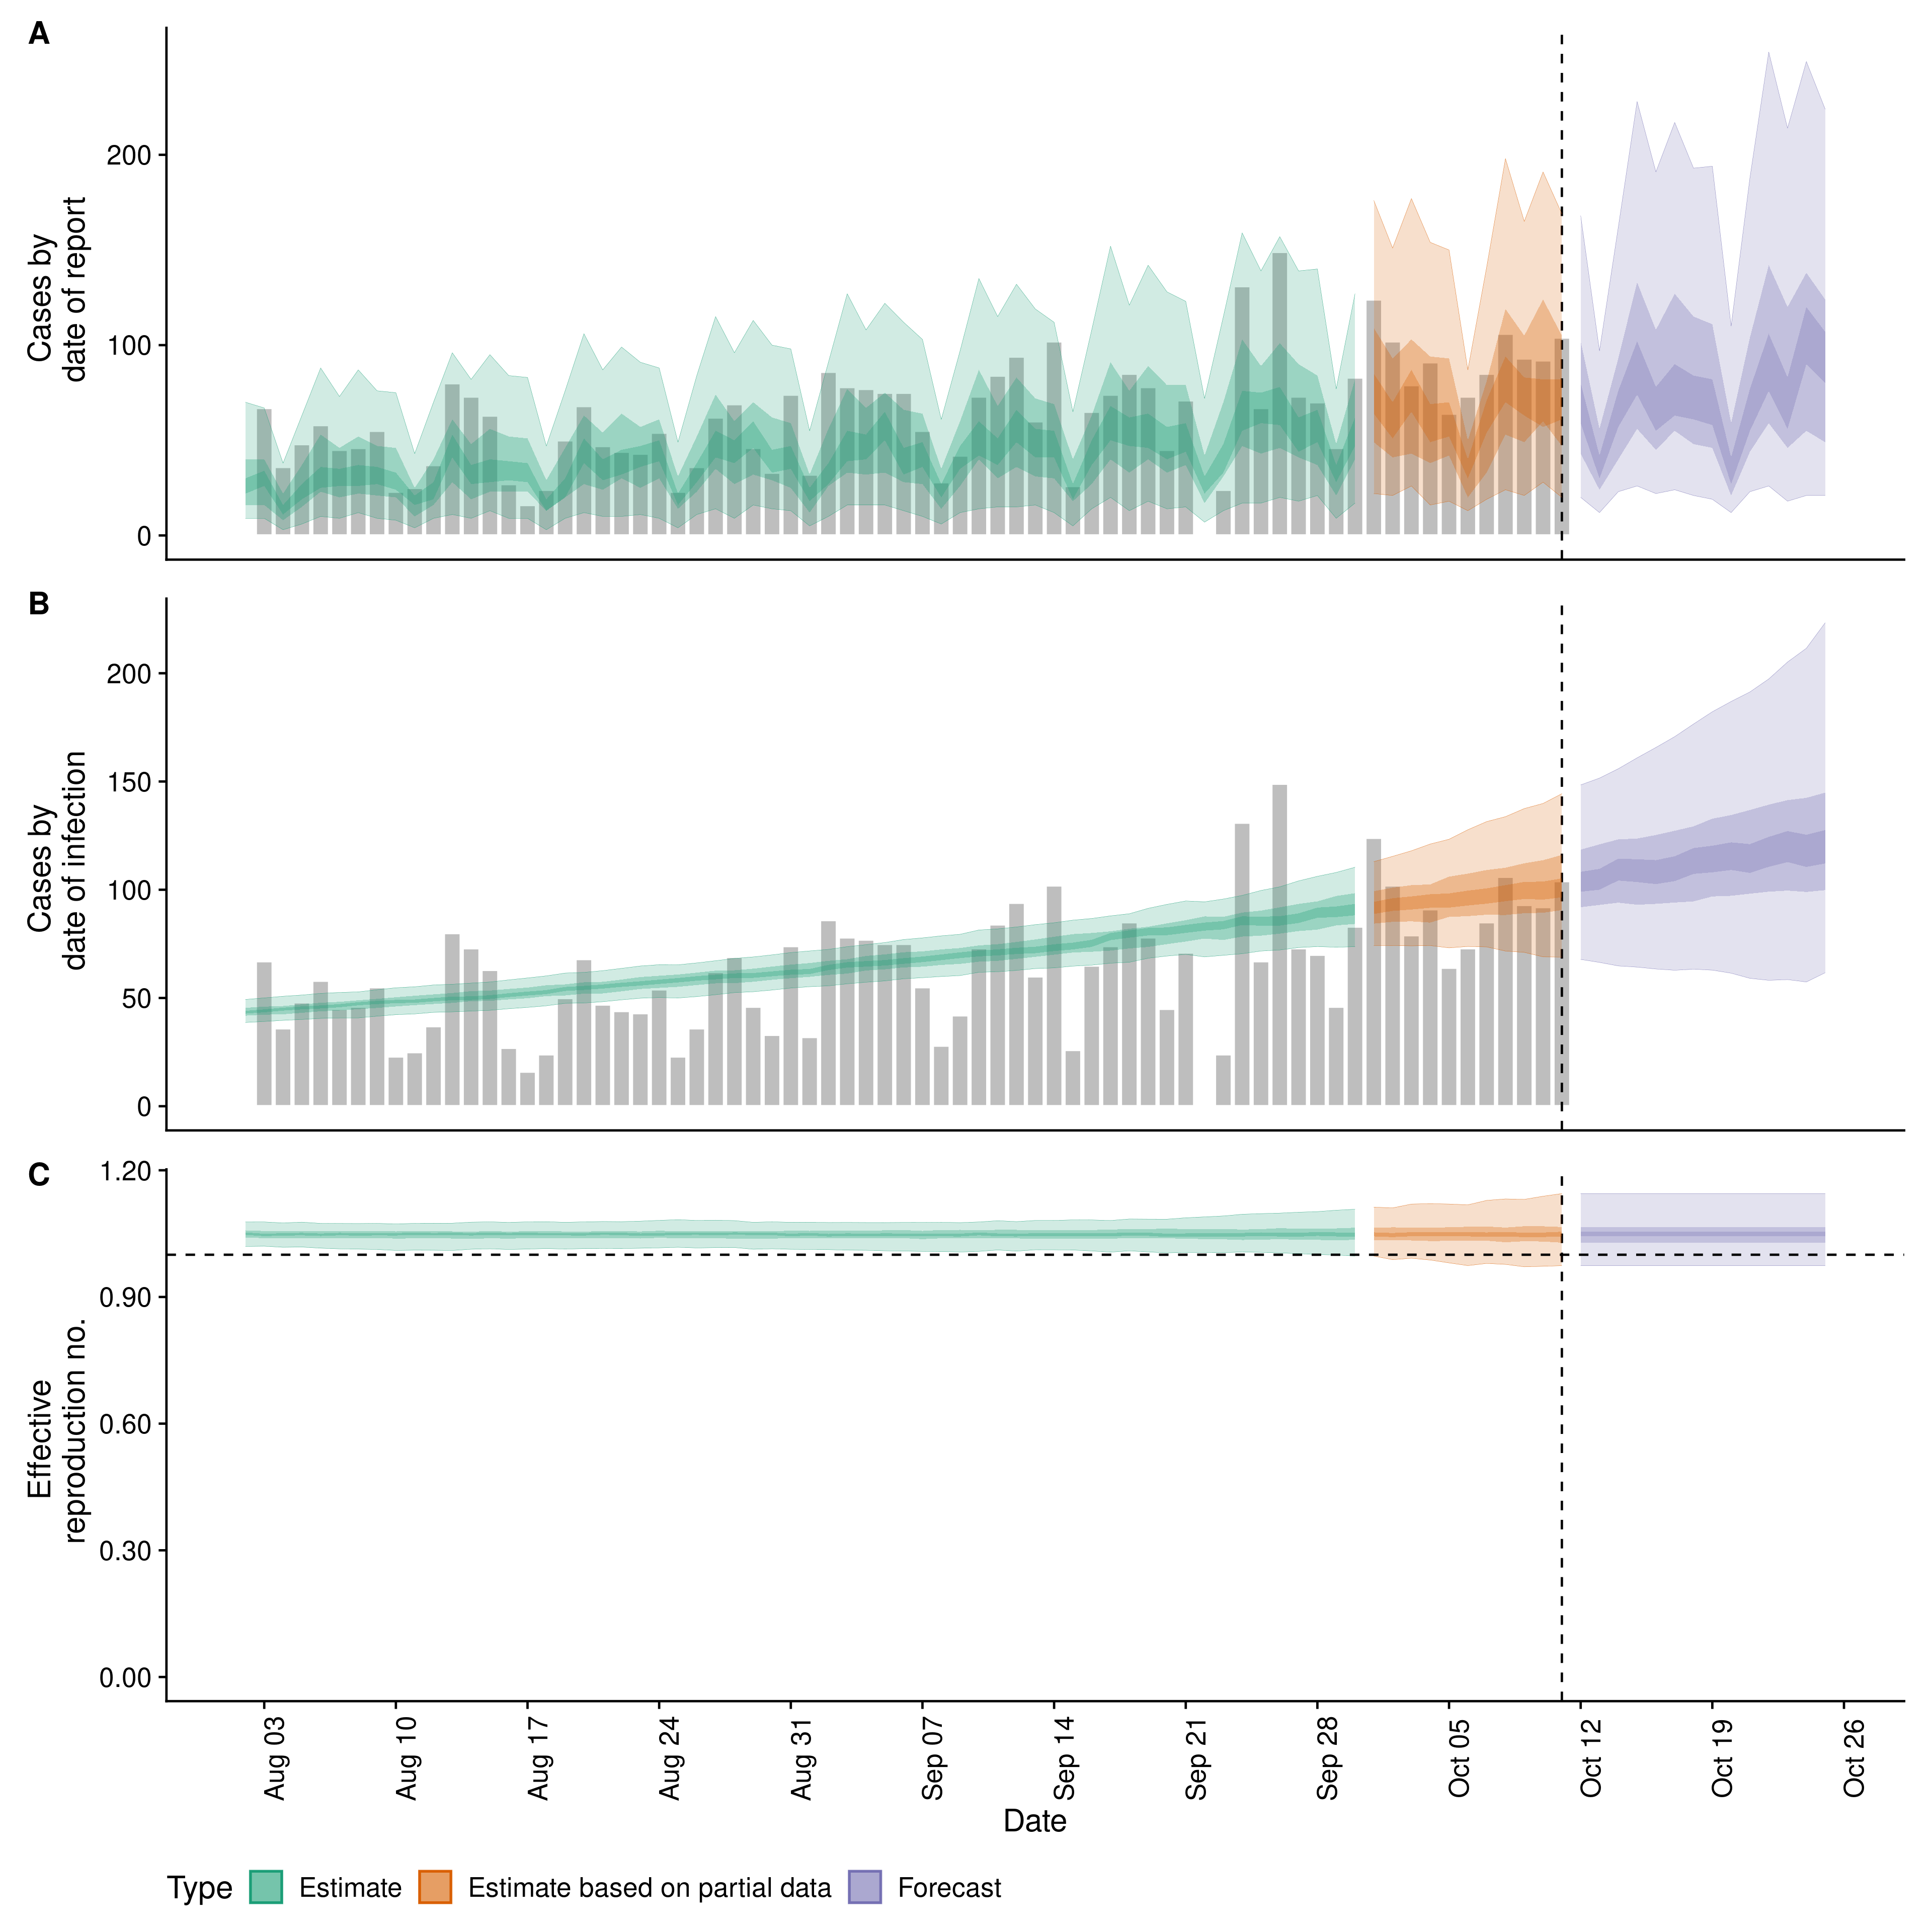 A
Cases by
date of report
200
100
0
B
Cases by
date of infection
200
150
100
50
0
C
Effective
reproduction no.
1.20
0.90
0.60
0.30
0.00
Aug 03
Aug 10
Aug 17
Aug 24
Aug 31
Sep 07
Sep 14
Sep 21
Sep 28
Oct 05
Oct 12
Oct 19
Oct 26
Date
Type Estimate Estimate based on partial data Forecast